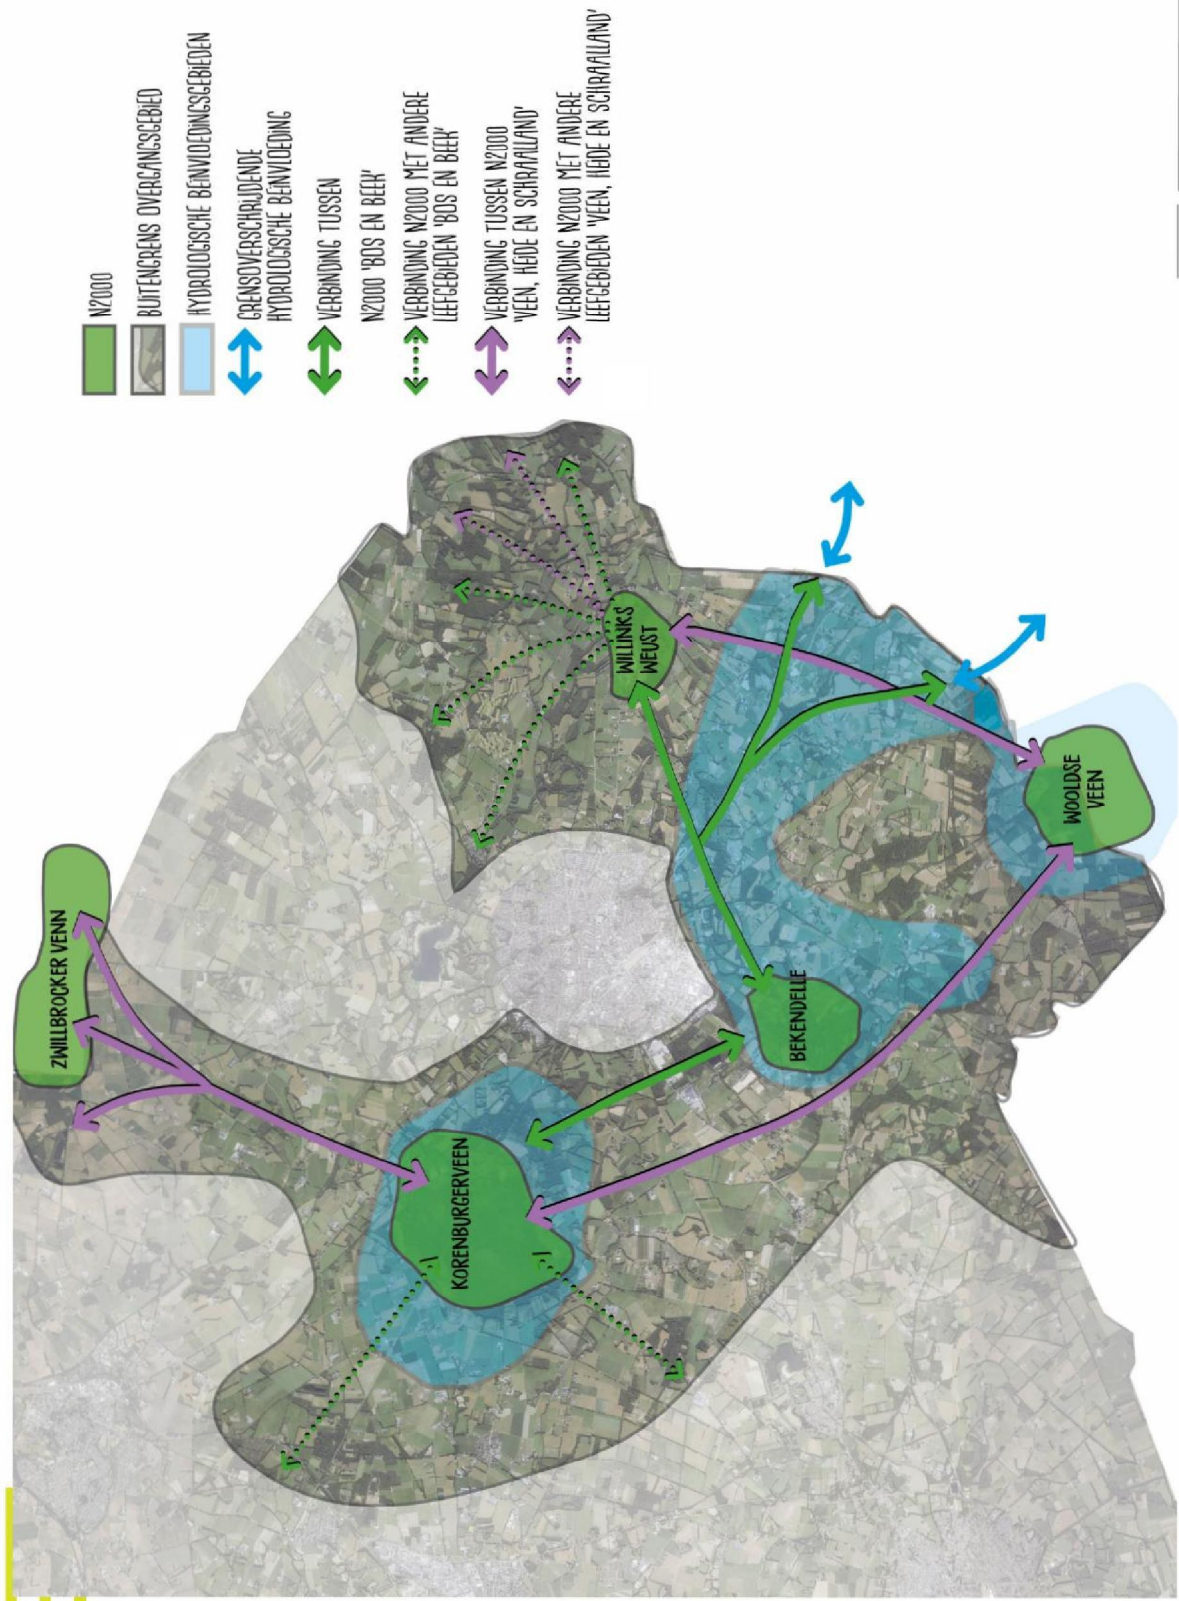 N2000
BUITENGRENS OVERGANGSGEBIED
HYDROLOGISCHE BEÏNVLOEDINGSGEBIEDEN
GRENSOVERSCHRIJDENDE
HYDROLOGISCHE BEÏNVLOEDING
VERBINDING TUSSEN
N2000 'BOS EN BEEK'
VERBINDING N2000 MET ANDERE
LEEFGEBIEDEN 'BOS EN BEEK'
VERBINDING TUSSEN N2000
'VEEN, HEIDE EN SCHRAALLAND'
VERBINDING N2000 MET ANDERE
LEEFGEBIEDEN 'VEEN, HEIDE EN SCHRAALLAND'
ZWILLBROCKER VENN
KORENBURGERVEEN
WILLINKS
WEUST
BEKENDELLE
WOOLDSE
VEEN